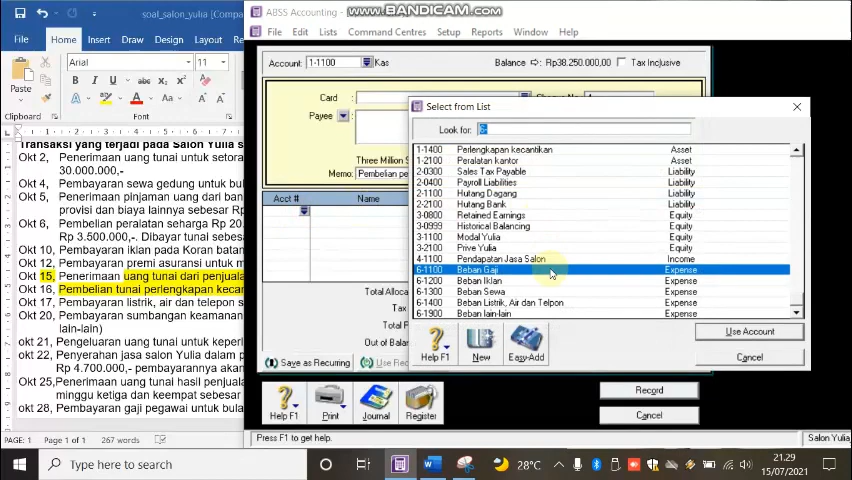 soal_salon_yulia [Compa
File
Home
Insert
Draw
Design
Layout
Paste
Arial
11
Clipboard
Font
Transaksi yang terjadi pada Salon Yulia s
Okt 2, Penerimaan uang tunai untuk setora
30.000.000,-
Okt 4, Pembayaran sewa gedung untuk bu
Okt 5, Penerimaan pinjaman uang dari ban
provisi dan biaya lainnya sebesar R
Okt 6, Pembelian peralatan seharga Rp 20.
Rp 3.500.000,-. Dibayar tunai sebesa
Okt 10, Pembayaran iklan pada Koran batam
Okt 12, Pembayaran premi asuransi untuk m
Okt 15, Penerimaan uang tunai dari penjuala
Okt 16, Pembelian tunai perlengkapan kecan
Okt 17, Pembayaran listrik, air dan telepon s
Okt 20, Pembayaran sumbangan keamanan
lain-lain)
okt 21, Pengeluaran uang tunai untuk keperlu
okt 22, Penyerahan jasa salon Yulia dalam p
Rp 4.700.000,- pembayarannya akan
Okt 25,Penerimaan uang tunai hasil penjuala
minggu ketiga dan keempat sebesar
okt 28, Pembayaran gaji pegawai untuk bula
PAGE: 1 PAGE 1 of 1 267 words
ABSS Accounting -
WWW.BANDICAM.COM
File Edit Lists Command Centres Setup Reports Window Help
Account: 1-1100 Kas
Balance ⇨: Rp38.250.000,00
Tax Inclusive
Card
Payee
Three Million S
Memo: Pembelian pe
Acct #
Name
Total Alloca
Tax
Out of Balanc
Save as Recurring
Use Rec
Help F1
Print
Journal
Register
Record
Cancel
Press F1 to get help.
Salon Yulia,
Select from List
Look for: 6-
1-1400 Perlengkapan kecantikan Asset
1-2100 Peralatan kantor Asset
2-0300 Sales Tax Payable Liability
2-0400 Payroll Liabilities Liability
2-1100 Hutang Dagang Liability
2-2100 Hutang Bank Liability
3-0800 Retained Earnings Equity
3-0999 Historical Balancing Equity
3-1100 Modal Yulia Equity
3-2100 Prive Yulia Equity
4-1100 Pendapatan Jasa Salon Income
6-1100 Beban Gaji Expense
6-1200 Beban Iklan Expense
6-1300 Beban Sewa Expense
6-1400 Beban Listrik, Air dan Telpon Expense
6-1900 Beban lain-lain Expense
Help F1
New
Easy-Add
Use Account
Cancel
Type here to search
28°C
21.29
15/07/2021